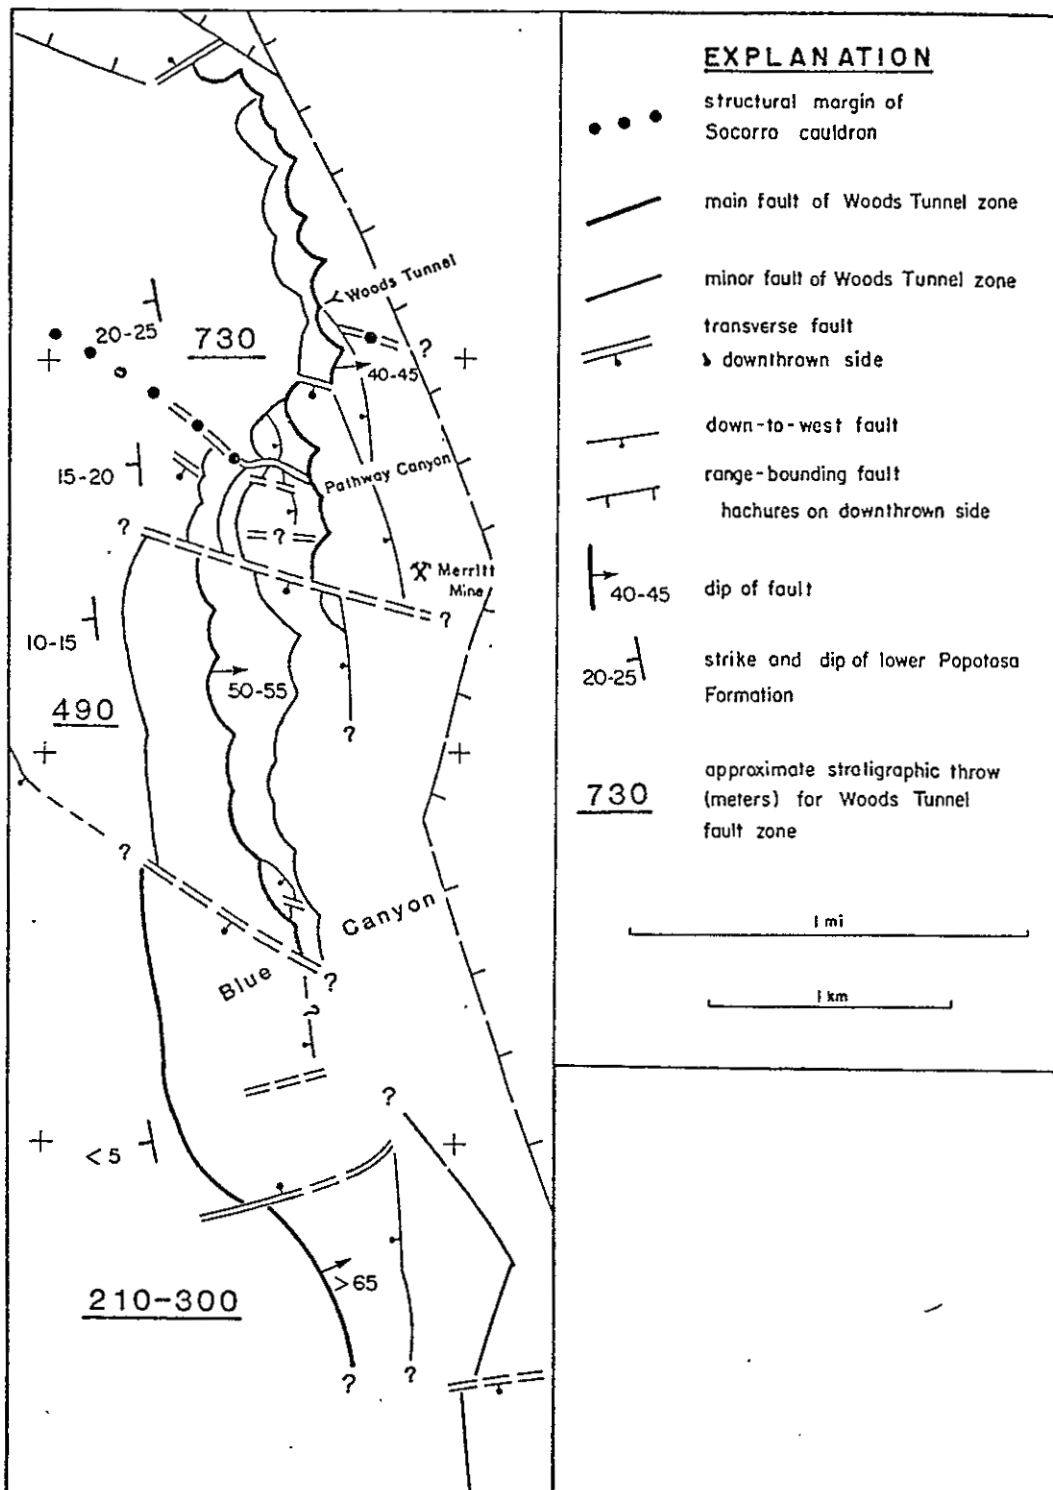 Woods Tunnel
20-25
730
?
40-45
15-20
Pathway Canyon
?
?
Merritt
Mine
?
10-15
50-55
490
?
?
Canyon
Blue
?
?
?
<5
>65
210-300
?
?
EXPLANATION
structural margin of
Socorro cauldron
main fault of Woods Tunnel zone
minor fault of Woods Tunnel zone
transverse fault
downthrown side
down-to-west fault
range-bounding fault
hachures on downthrown side
40-45
dip of fault
20-25
strike and dip of lower Popotosa
Formation
730
approximate stratigraphic throw
(meters) for Woods Tunnel
fault zone
1 mi
1 km